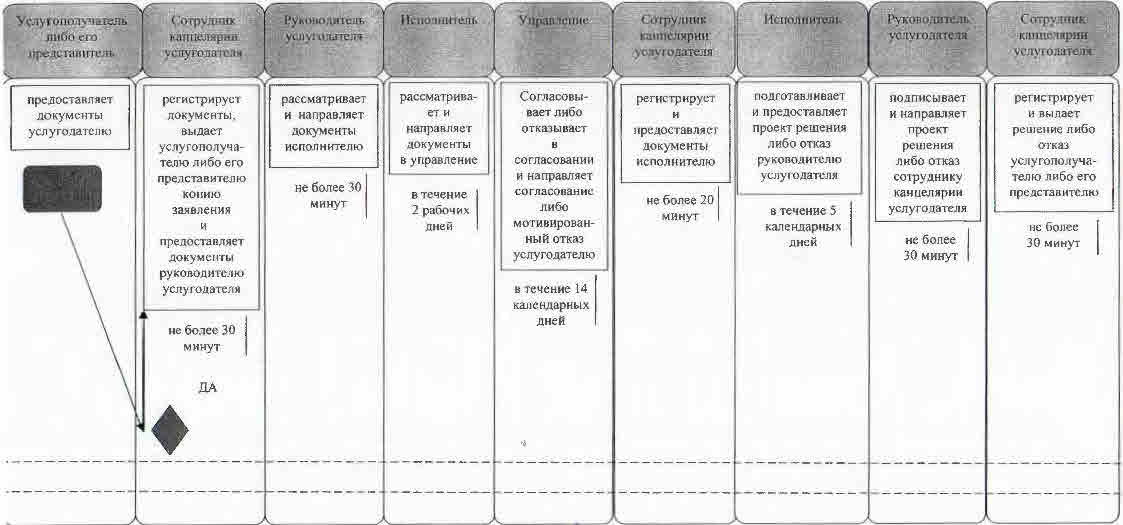 Услугополучатель
либо его
представитель
Сотрудник
канцелярии
услугодателя
Руководитель
услугодателя
Исполнитель
Управление
Сотрудник
канцелярии
услугодателя
Исполнитель
Руководитель
услугодателя
Сотрудник
канцелярии
услугодателя
предоставляет
документы
услугодателю
регистрирует
документы,
выдает
услугополуча-
телю либо его
представителю
конию
заявления
и
предоставляет
документы
руководителю
услугодателя
не более 30
минут
ДА
рассматривает
и направляет
документы
исполнителю
не более 30
минут
рассматрива-
ет и
направляет
документы
в управление
в течение
2 рабочих
дней
Согласовы-
вает либо
отказывает
в
согласовании
и направляет
согласование
либо
мотивирован-
ный отказ
услугодателю
в течение 14
календарных
дней
регистрирует
и
предоставляет
документы
исполнителю
не более 20
минут
подготавливает
и предоставляет
проект решения
либо отказ
руководителю
услугодателя
в течение 5
календарных
дней
подписывает
и направляет
проект
решения
либо отказ
сотруднику
канцелярии
услугодателя
не более
30 минут
регистрирует
и выдает
решение либо
отказ
услугополуча-
телю либо его
представителю
не более
30 минут